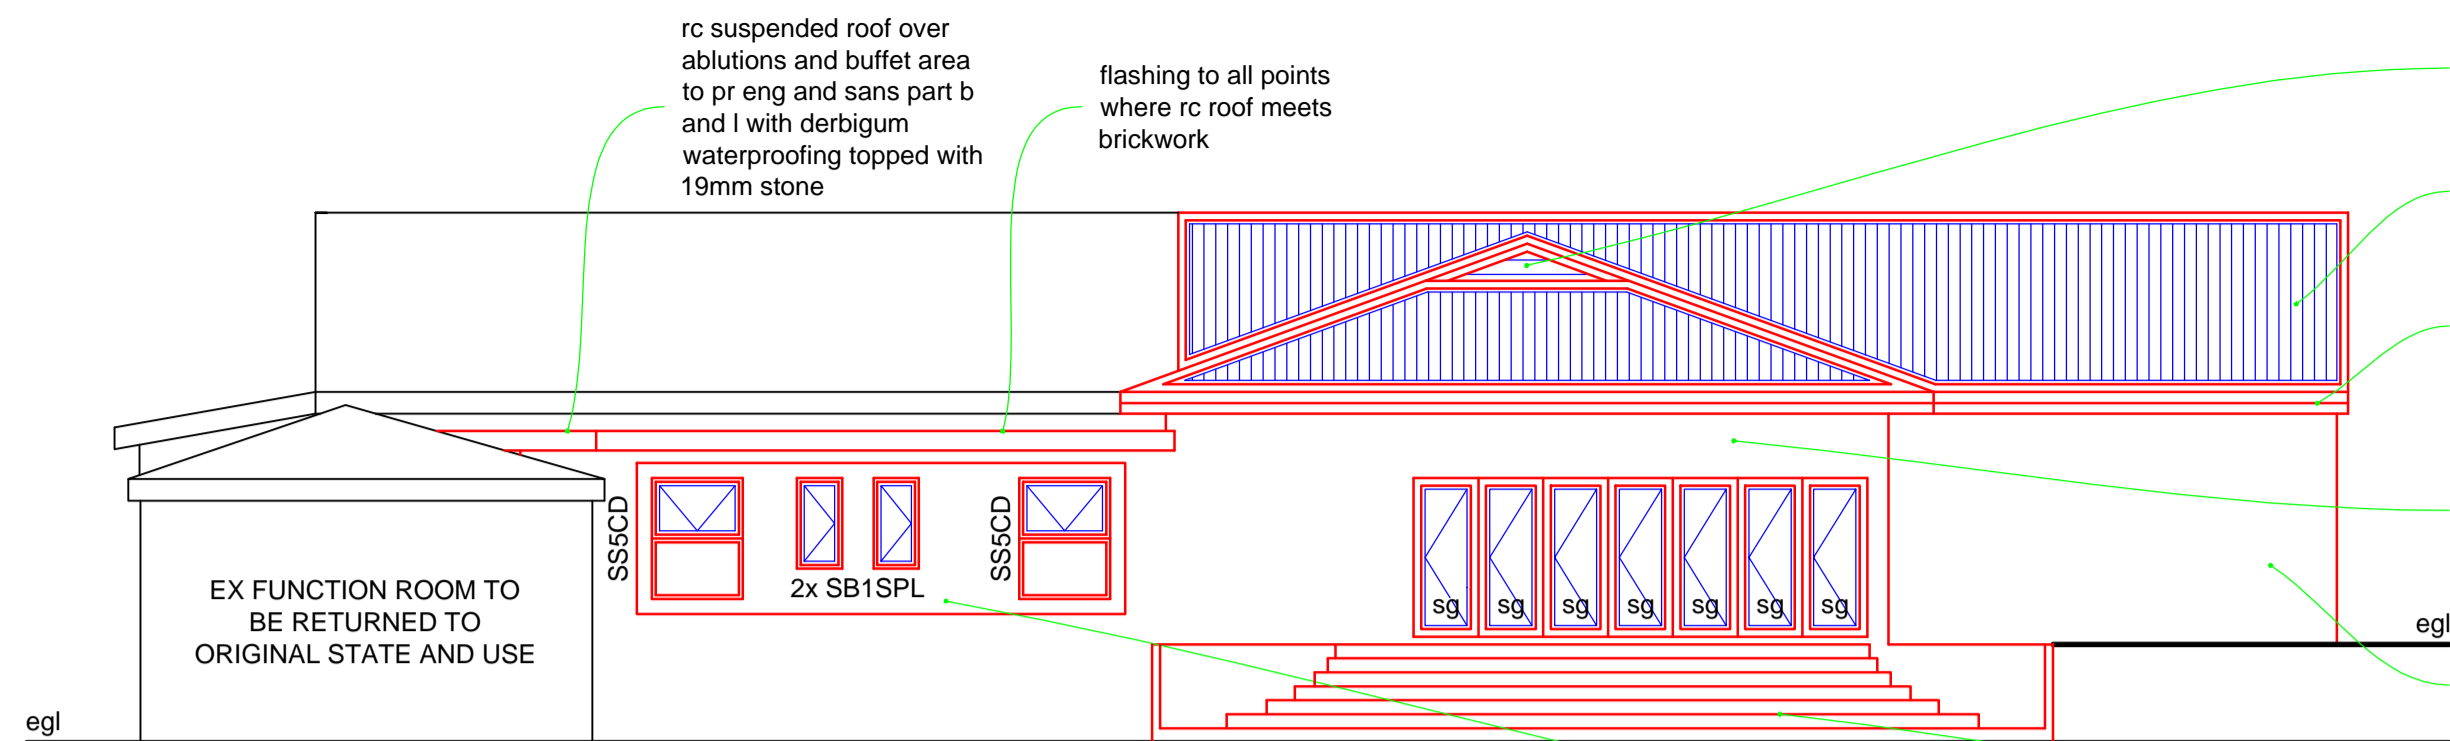 rc suspended roof over
ablutions and buffet area
to pr eng and sans part b
and l with derbigum
waterproofing topped with
19mm stone
flashing to all points
where rc roof meets
brickwork
SS5CD
2x SB1SPL
SS5CD
EX FUNCTION ROOM TO
BE RETURNED TO
ORIGINAL STATE AND USE
sg sg sg sg sg sg sg
egl
egl